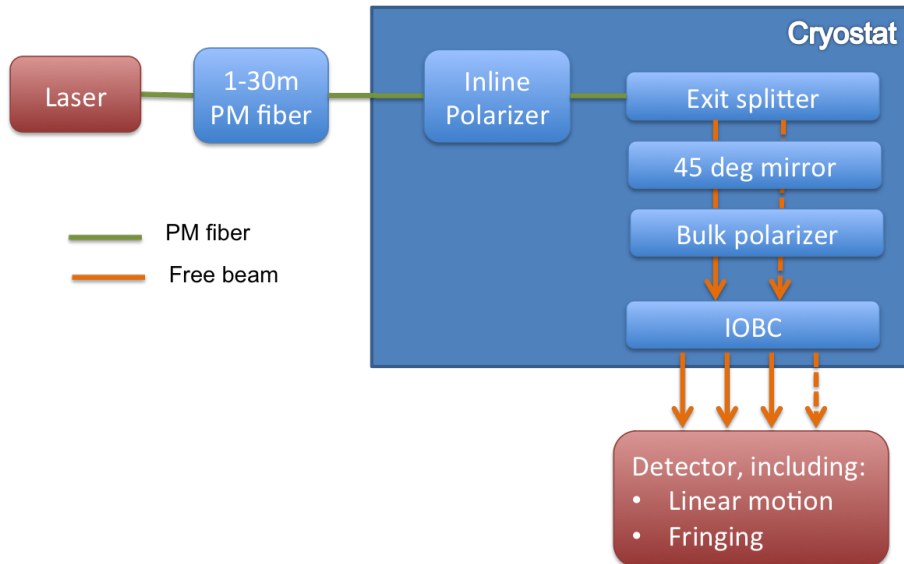 Cryostat
Laser
1-30m
PM fiber
Inline
Polarizer
Exit splitter
45 deg mirror
Bulk polarizer
IOBC
PM fiber
Free beam
Detector, including:
• Linear motion
• Fringing